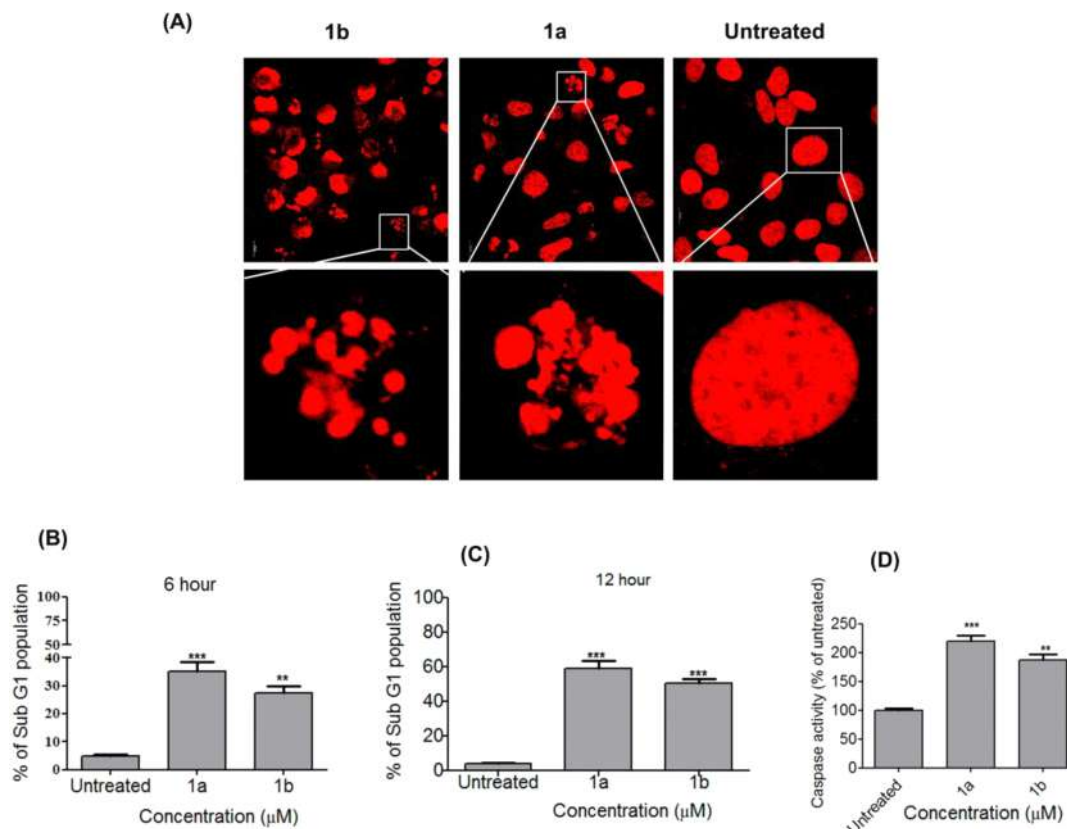 (A)
1b 1a Untreated
(B)
6 hour
% of Sub G1 population
100
75
50
40
30
20
10
0
***
**
Untreated 1a 1b
Concentration (μM)
(C)
12 hour
% of Sub G1 population
100
80
60
40
20
0
***
***
Untreated 1a 1b
Concentration (μM)
(D)
Caspase activity (% of untreated)
250
200
150
100
50
0
***
**
Untreated 1a 1b
Concentration (μM)